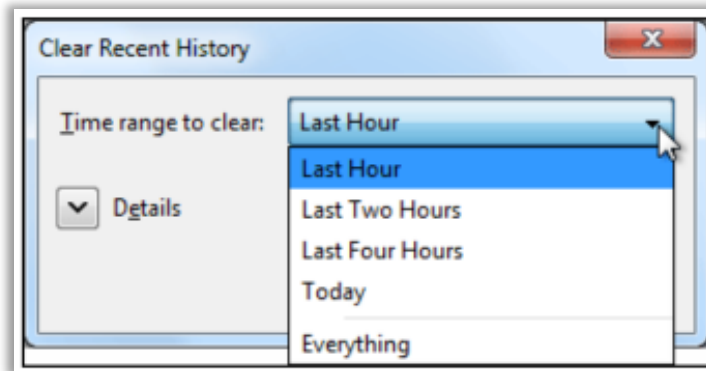 Clear Recent History
Time range to clear: Last Hour
Last Hour
Last Two Hours
Details
Last Four Hours
Today
Everything